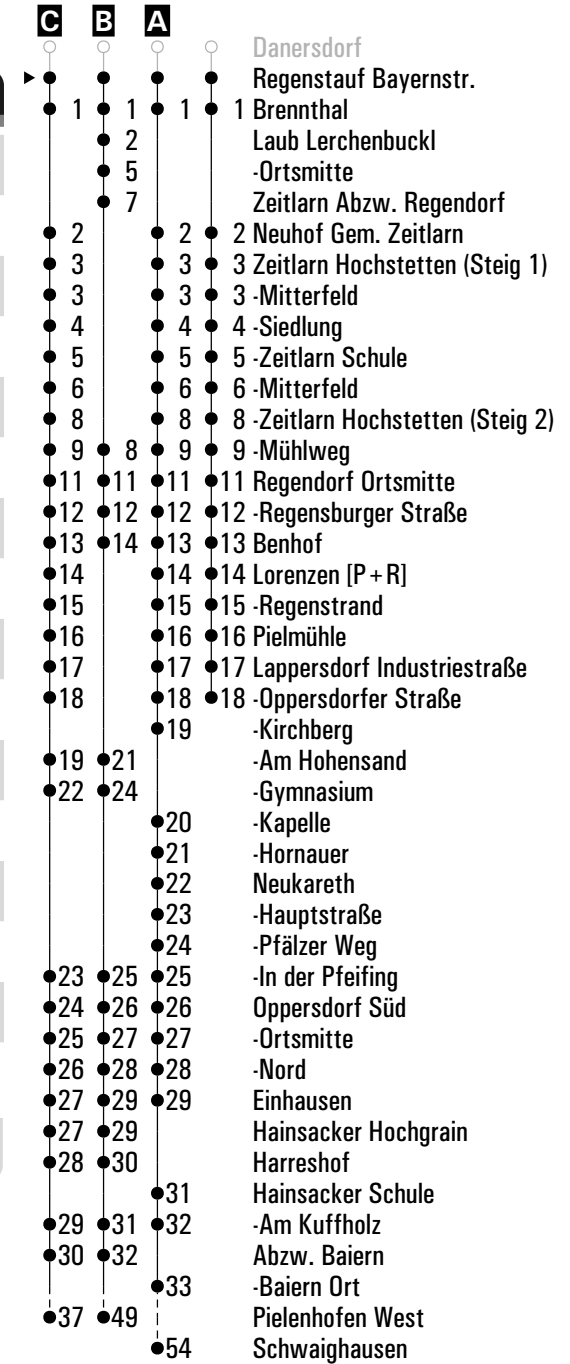 C B A
Danersdorf
Regenstauf Bayernstr.
1 1 1 1 Brennthal
2 Laub Lerchenbuckl
5 -Ortsmitte
7 Zeitlarn Abzw. Regendorf
2 2 2 Neuhof Gem. Zeitlarn
3 3 3 Zeitlarn Hochstetten (Steig 1)
3 3 3 -Mitterfeld
4 4 4 -Siedlung
5 5 5 -Zeitlarn Schule
6 6 6 -Mitterfeld
8 8 8 -Zeitlarn Hochstetten (Steig 2)
9 8 9 9 -Mühlweg
11 11 11 11 Regendorf Ortsmitte
12 12 12 12 -Regensburger Straße
13 14 13 13 Benhof
14 14 14 Lorenzen [P+R]
15 15 15 -Regenstrand
16 16 16 Pielmühle
17 17 17 Lappersdorf Industriestraße
18 18 18 -Oppersdorfer Straße
19 -Kirchberg
19 21 -Am Hohensand
22 24 -Gymnasium
20 -Kapelle
21 -Hornauer
22 Neukareth
23 -Hauptstraße
24 -Pfälzer Weg
23 25 25 -In der Pfeifing
24 26 26 Oppersdorf Süd
25 27 27 -Ortsmitte
26 28 28 -Nord
27 29 29 Einhausen
27 29 Hainsacker Hochgrain
28 30 Harreshof
31 Hainsacker Schule
29 31 32 -Am Kuffholz
30 32 Abzw. Baiern
33 -Baiern Ort
37 49 Pielenhofen West
54 Schwaighausen